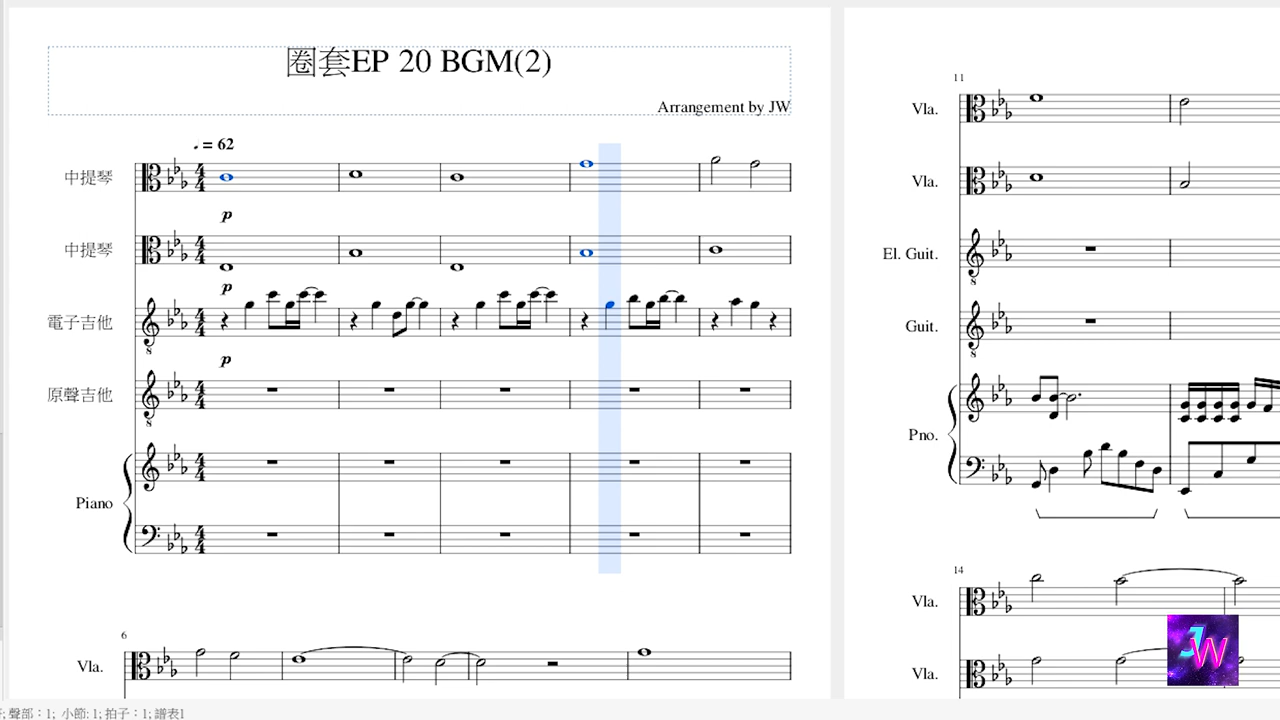 圈套EP 20 BGM(2)
Arrangement by JW
= 62
中提琴
p
中提琴
p
電子吉他
p
原聲吉他
Piano
6
Vla.
11
Vla.
Vla.
El. Guit.
Guit.
Pno.
14
Vla.
Vla.
JW
; 聲部：1; 小節: 1; 拍子：1; 譜表1